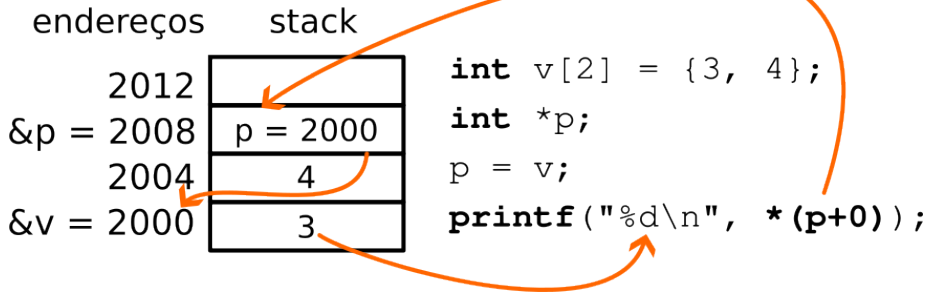 endereços stack
2012
&p = 2008 p = 2000
2004 4
&v = 2000 3
int v[2] = {3, 4};
int *p;
p = v;
printf("%d\n", *(p+0));